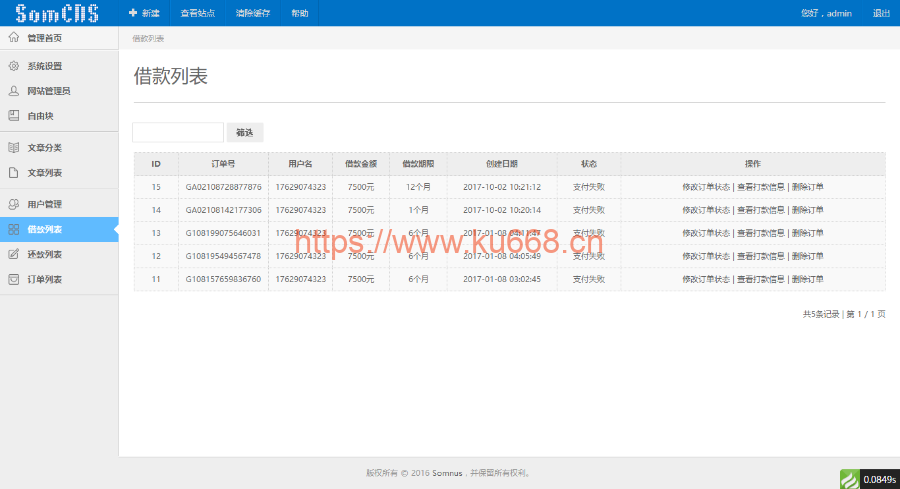 SomCMS
新建 查看站点 清除缓存 帮助 您好，admin 退出
管理首页
系统设置
网站管理员
自由块
文章分类
文章列表
用户管理
借款列表
还款列表
订单列表
借款列表
借款列表
筛选
ID 订单号 用户名 借款金额 借款期限 创建日期 状态 操作
15 GA02108728877876 17629074323 7500元 12个月 2017-10-02 10:21:12 支付失败 修改订单状态 | 查看打款信息 | 删除订单
14 GA02108142177306 17629074323 7500元 1个月 2017-10-02 10:20:14 支付失败 修改订单状态 | 查看打款信息 | 删除订单
13 G108199075646031 17629074323 7500元 6个月 2017-01-08 04:11:47 支付失败 修改订单状态 | 查看打款信息 | 删除订单
https://www.ku668.cn
12 G108195494567478 17629074323 7500元 6个月 2017-01-08 04:05:49 支付失败 修改订单状态 | 查看打款信息 | 删除订单
11 G108157659836760 17629074323 7500元 6个月 2017-01-08 03:02:45 支付失败 修改订单状态 | 查看打款信息 | 删除订单
共5条记录 | 第 1 / 1 页
版权所有 © 2016 Somnus，并保留所有权利。
0.0849s